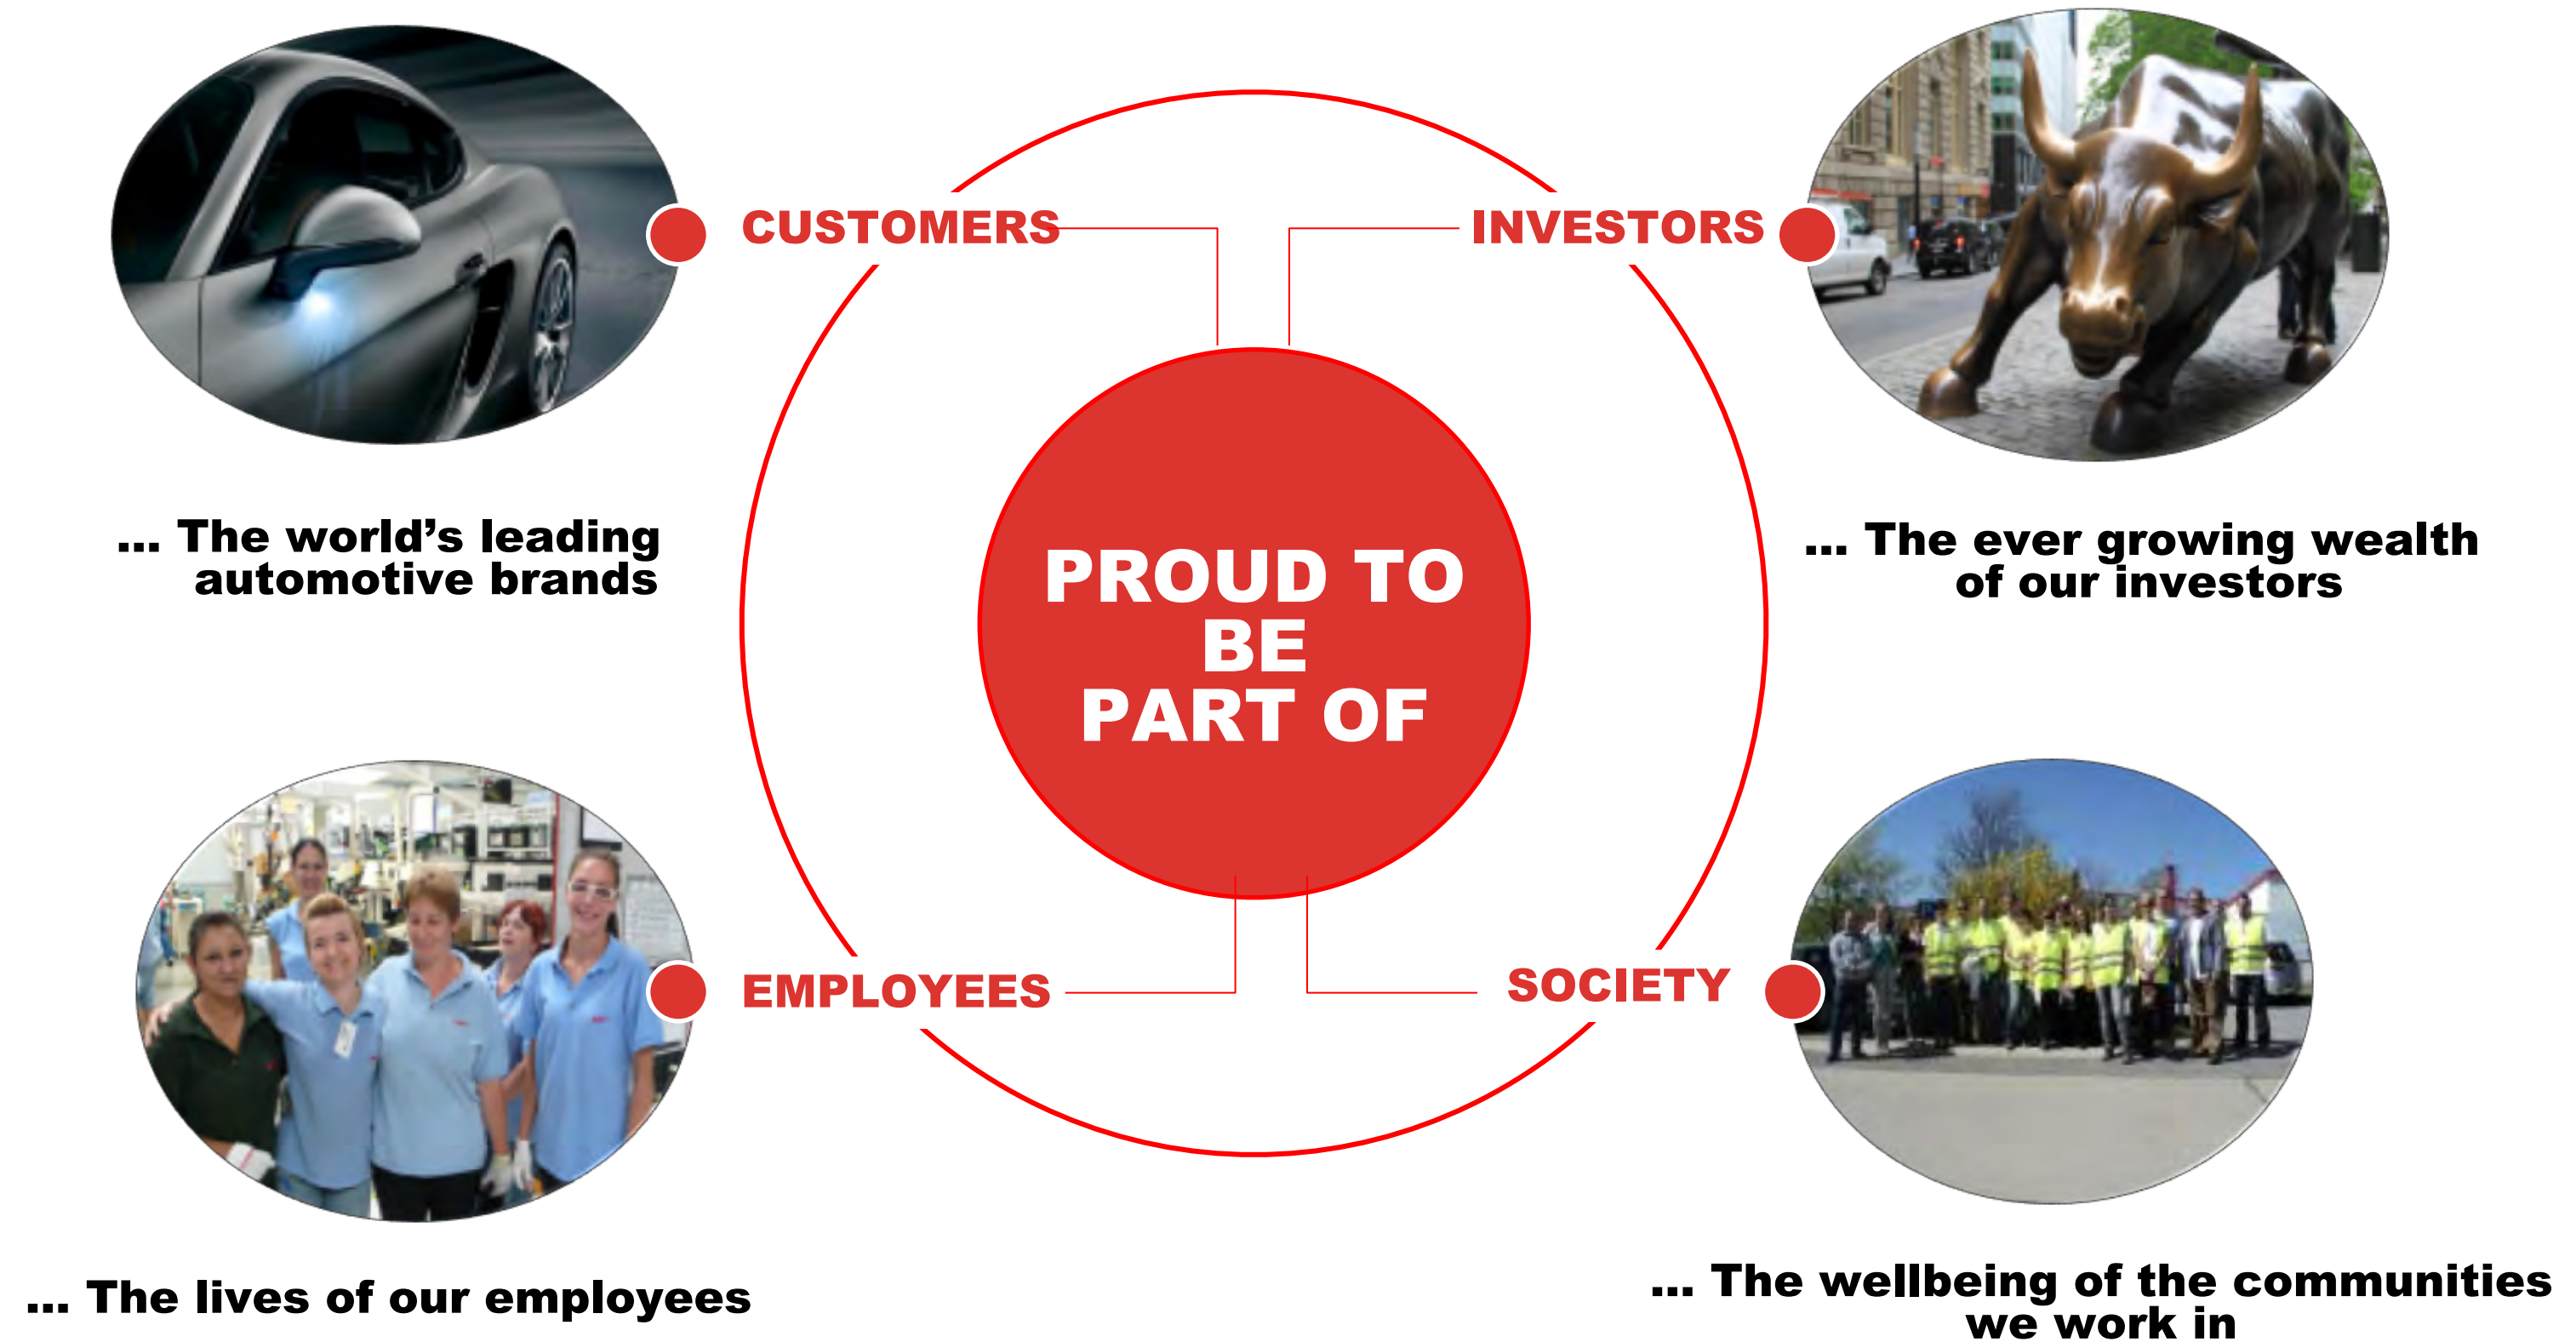 CUSTOMERS
INVESTORS
... The world’s leading
automotive brands
... The ever growing wealth
of our investors
PROUD TO
BE
PART OF
EMPLOYEES
SOCIETY
... The lives of our employees
... The wellbeing of the communities
we work in